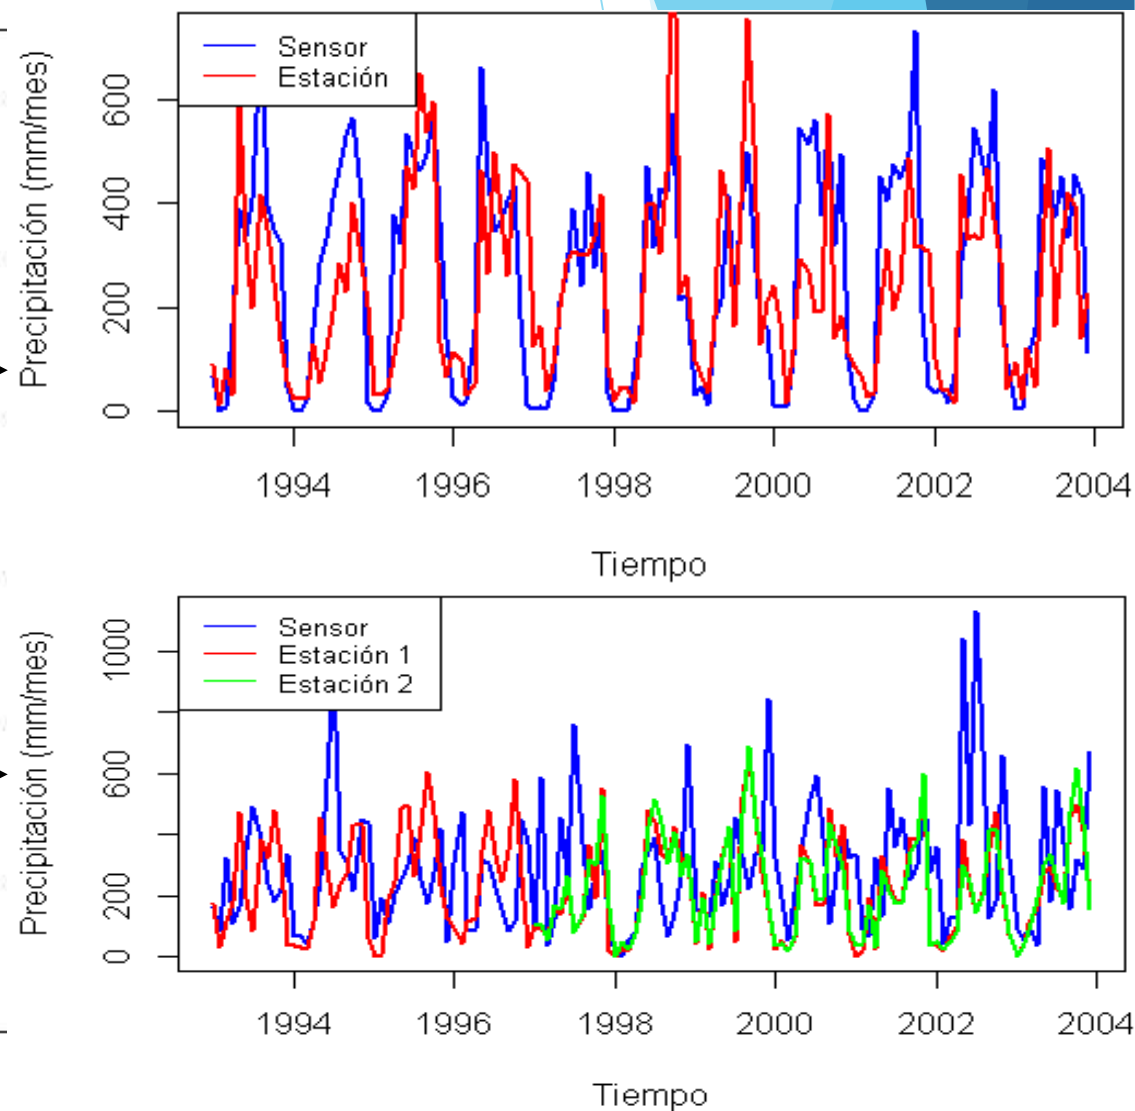 Precipitación (mm/mes)
600
400
200
0
Sensor
Estación
1994 1996 1998 2000 2002 2004
Tiempo
Precipitación (mm/mes)
1000
600
200
0
Sensor
Estación 1
Estación 2
1994 1996 1998 2000 2002 2004
Tiempo